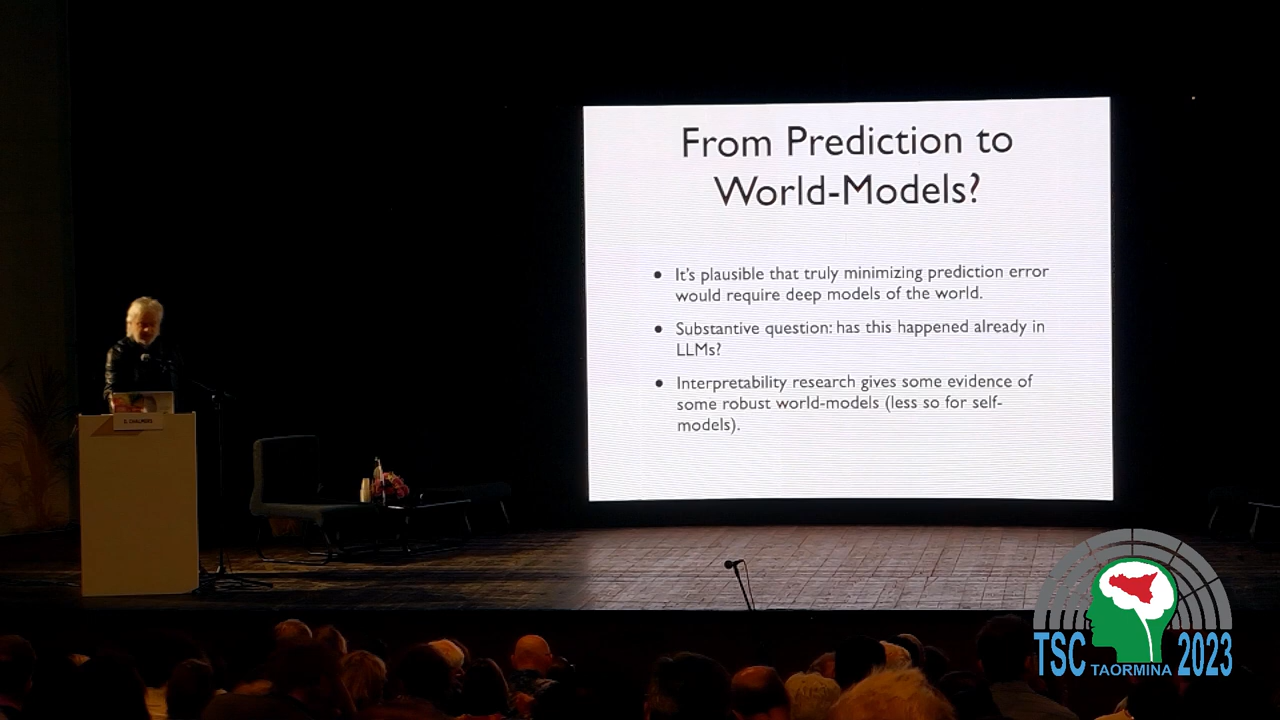 From Prediction to
World-Models?
• It's plausible that truly minimizing prediction error
would require deep models of the world.
• Substantive question: has this happened already in
LLMs?
• Interpretability research gives some evidence of
some robust world-models (less so for self-
models).
D. CHALMERS
TSC TAORMINA 2023